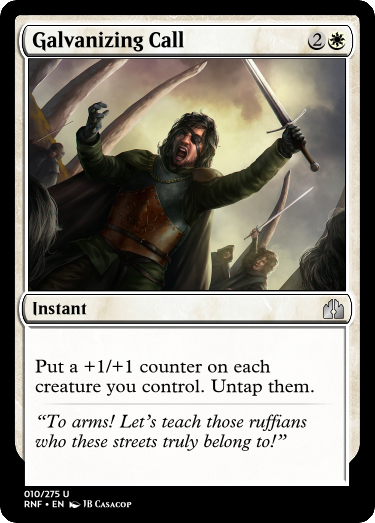 Galvanizing Call 2
Instant
Put a +1/+1 counter on each
creature you control. Untap them.
“To arms! Let’s teach those ruffians
who these streets truly belong to!”
010/275 U
RNF • EN JB Casacop